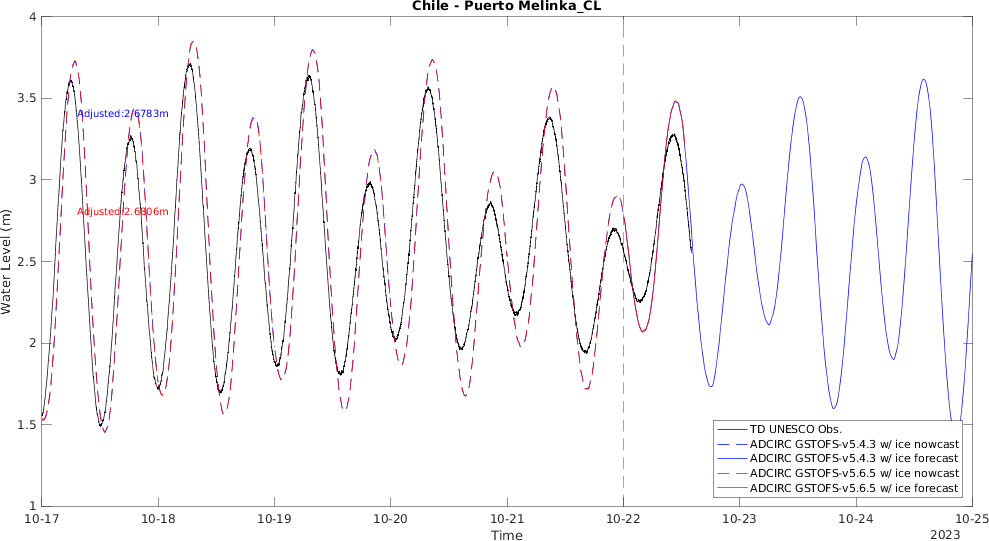 Chile - Puerto Melinka_CL
4
3.5
3
2.5
2
1.5
1
Water Level (m)
Adjusted:2.6783m
Adjusted:2.6806m
TD UNESCO Obs.
ADCIRC GSTOFS-v5.4.3 w/ ice nowcast
ADCIRC GSTOFS-v5.4.3 w/ ice forecast
ADCIRC GSTOFS-v5.6.5 w/ ice nowcast
ADCIRC GSTOFS-v5.6.5 w/ ice forecast
10-17 10-18 10-19 10-20 10-21 10-22 10-23 10-24 10-25
Time
2023